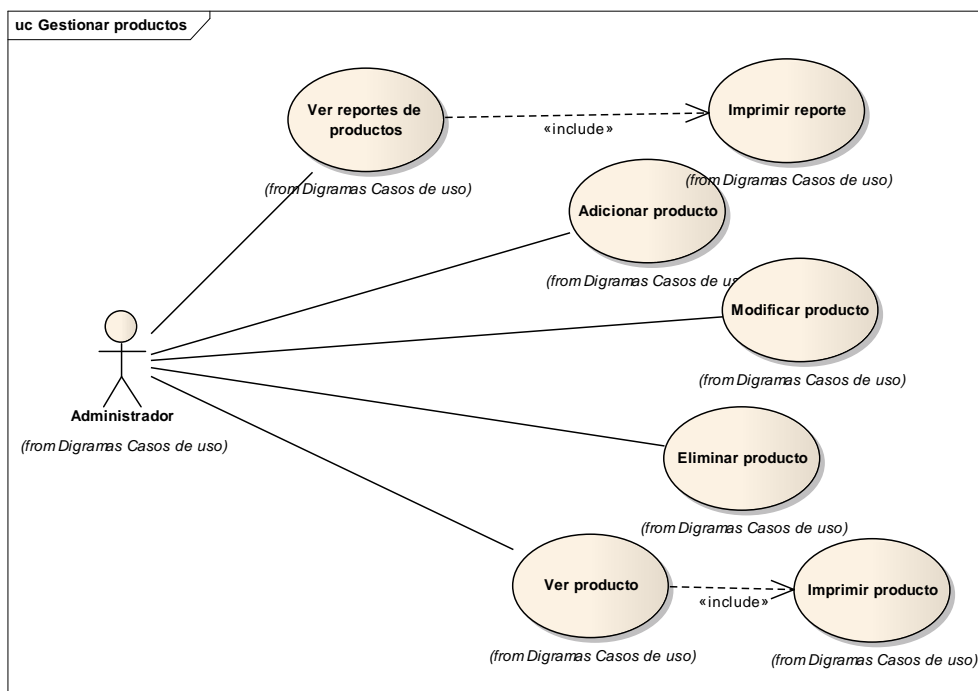 uc Gestionar productos
Ver reportes de
productos
(from Digramas Casos de uso)
«include»
Imprimir reporte
(from Digramas Casos de uso)
Adicionar producto
(from Digramas Casos de uso)
Modificar producto
(from Digramas Casos de uso)
Administrador
(from Digramas Casos de uso)
Eliminar producto
(from Digramas Casos de uso)
Ver producto
(from Digramas Casos de uso)
«include»
Imprimir producto
(from Digramas Casos de uso)